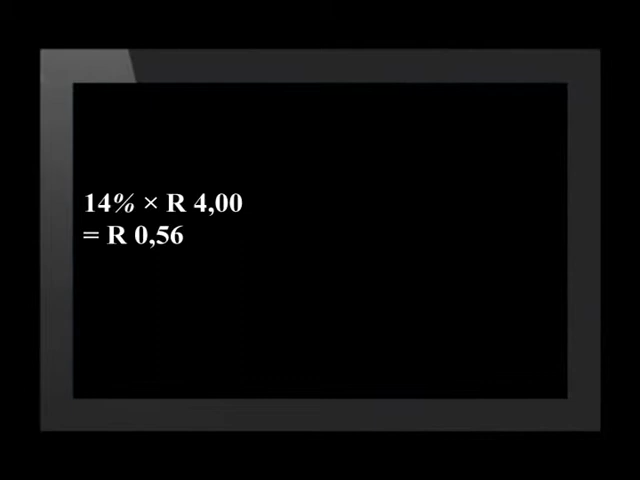 14% × R 4,00
= R 0,56